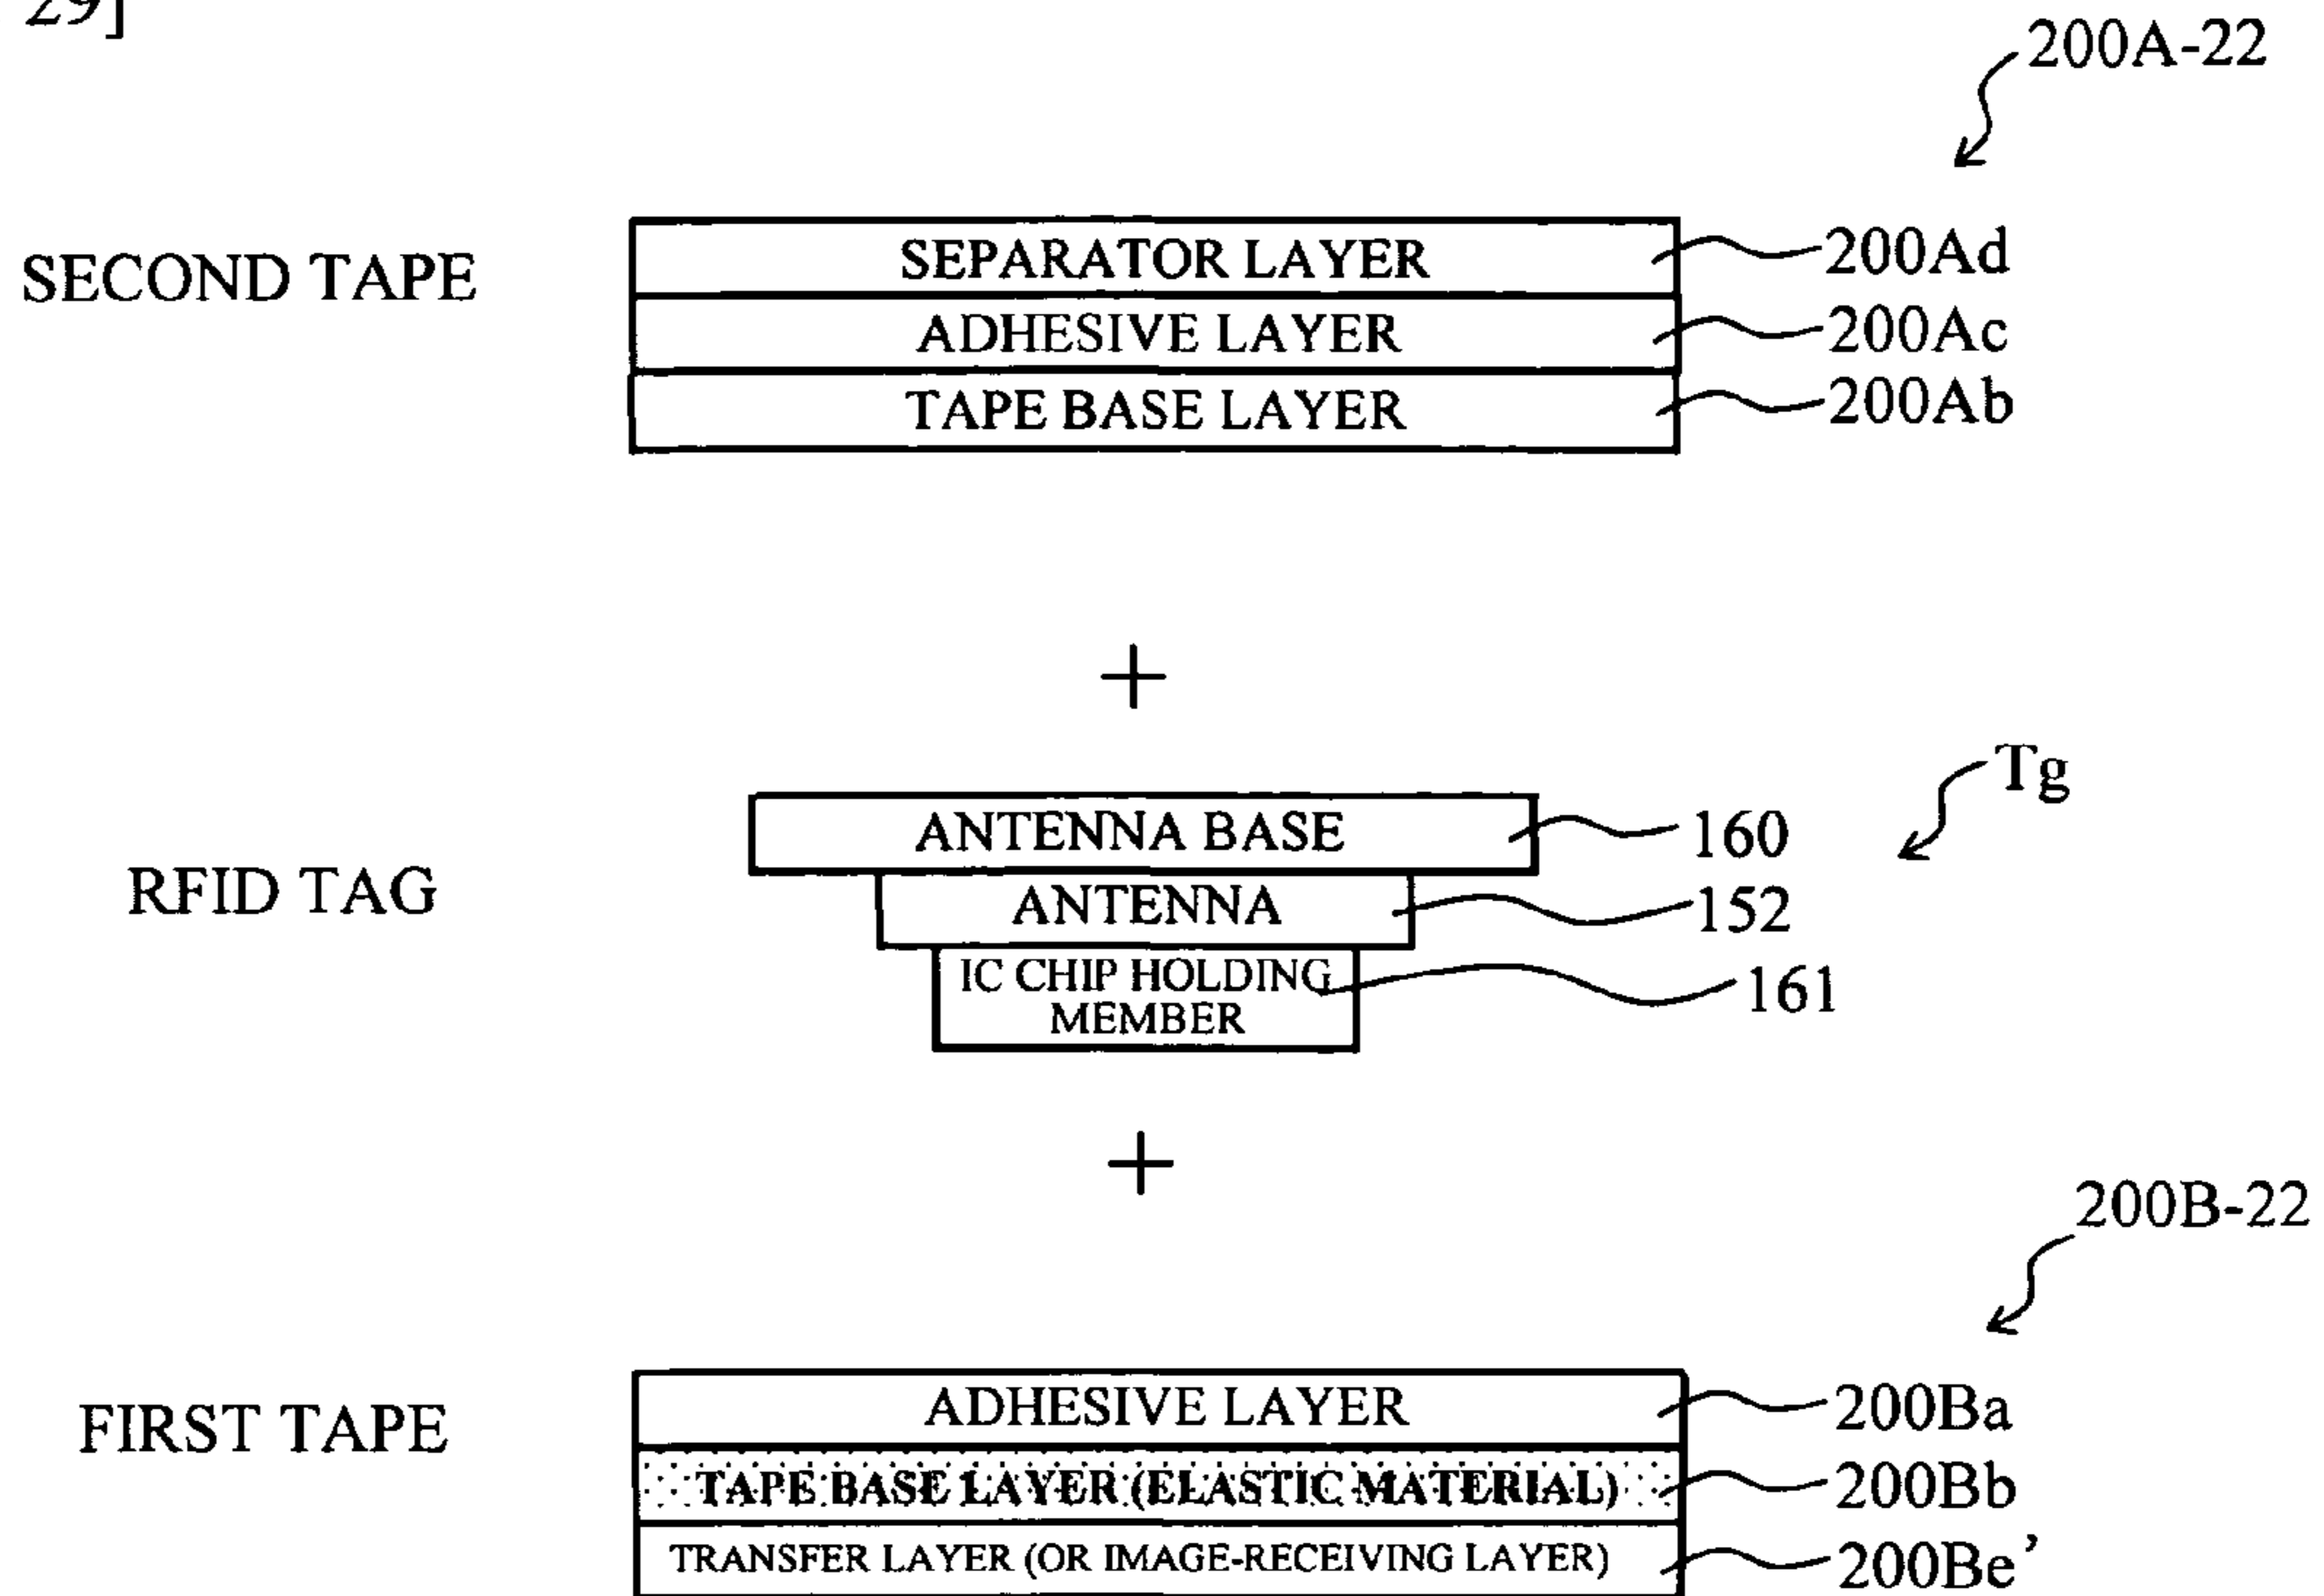 29]
200A-22
SECOND TAPE
SEPARATOR LAYER
200Ad
ADHESIVE LAYER
200Ac
TAPE BASE LAYER
200Ab
+
Tg
RFID TAG
ANTENNA BASE
160
ANTENNA
152
IC CHIP HOLDING
MEMBER
161
+
200B-22
FIRST TAPE
ADHESIVE LAYER
200Ba
TAPE BASE LAYER (ELASTIC MATERIAL)
200Bb
TRANSFER LAYER (OR IMAGE-RECEIVING LAYER)
200Be’